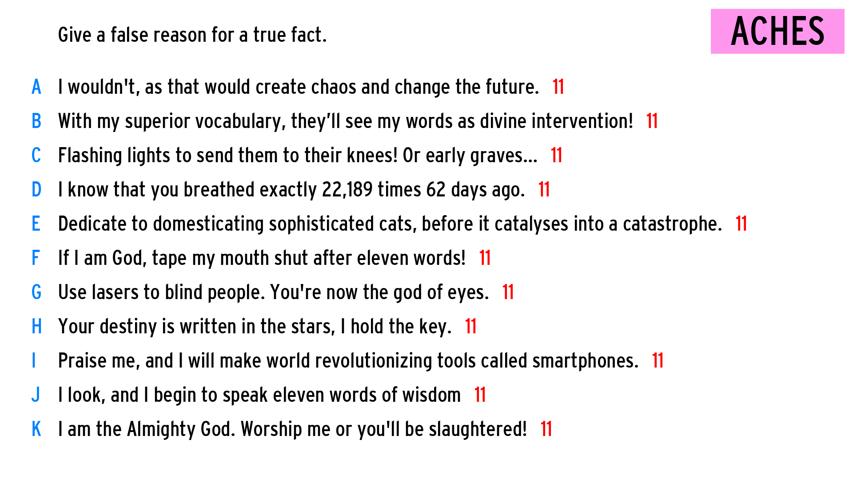 Give a false reason for a true fact.
ACHES
A I wouldn't, as that would create chaos and change the future. 11
B With my superior vocabulary, they'll see my words as divine intervention! 11
C Flashing lights to send them to their knees! Or early graves... 11
D I know that you breathed exactly 22,189 times 62 days ago. 11
E Dedicate to domesticating sophisticated cats, before it catalyses into a catastrophe. 11
F If I am God, tape my mouth shut after eleven words! 11
G Use lasers to blind people. You're now the god of eyes. 11
H Your destiny is written in the stars, I hold the key. 11
I Praise me, and I will make world revolutionizing tools called smartphones. 11
J I look, and I begin to speak eleven words of wisdom 11
K I am the Almighty God. Worship me or you'll be slaughtered! 11